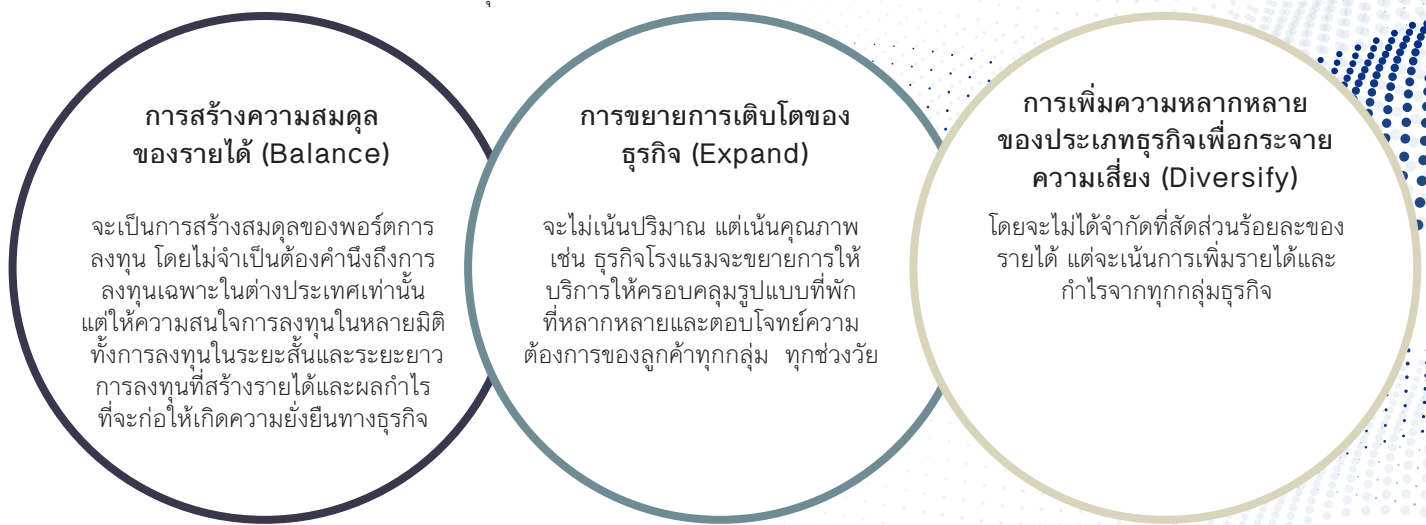 การสร้างความสมดุล
ของรายได้ (Balance)
จะเป็นการสร้างสมดุลของพอร์ตการ
ลงทุน โดยไม่จำเป็นต้องคำนึงถึงการ
ลงทุนเฉพาะในต่างประเทศเท่านั้น
แต่ให้ความสนใจการลงทุนในหลายมิติ
ทั้งการลงทุนในระยะสั้นและระยะยาว
การลงทุนที่สร้างรายได้และผลกำไร
ที่จะก่อให้เกิดความยั่งยืนทางธุรกิจ
การขยายการเติบโตของ
ธุรกิจ (Expand)
จะไม่เน้นปริมาณ แต่เน้นคุณภาพ
เช่น ธุรกิจโรงแรมจะขยายการให้
บริการให้ครอบคลุมรูปแบบที่พัก
ที่หลากหลายและตอบโจทย์ความ
ต้องการของลูกค้าทุกกลุ่ม ทุกช่วงวัย
การเพิ่มความหลากหลาย
ของประเภทธุรกิจเพื่อกระจาย
ความเสี่ยง (Diversify)
โดยจะไม่ได้จำกัดที่สัดส่วนร้อยละของ
รายได้ แต่จะเน้นการเพิ่มรายได้และ
กำไรจากทุกกลุ่มธุรกิจ